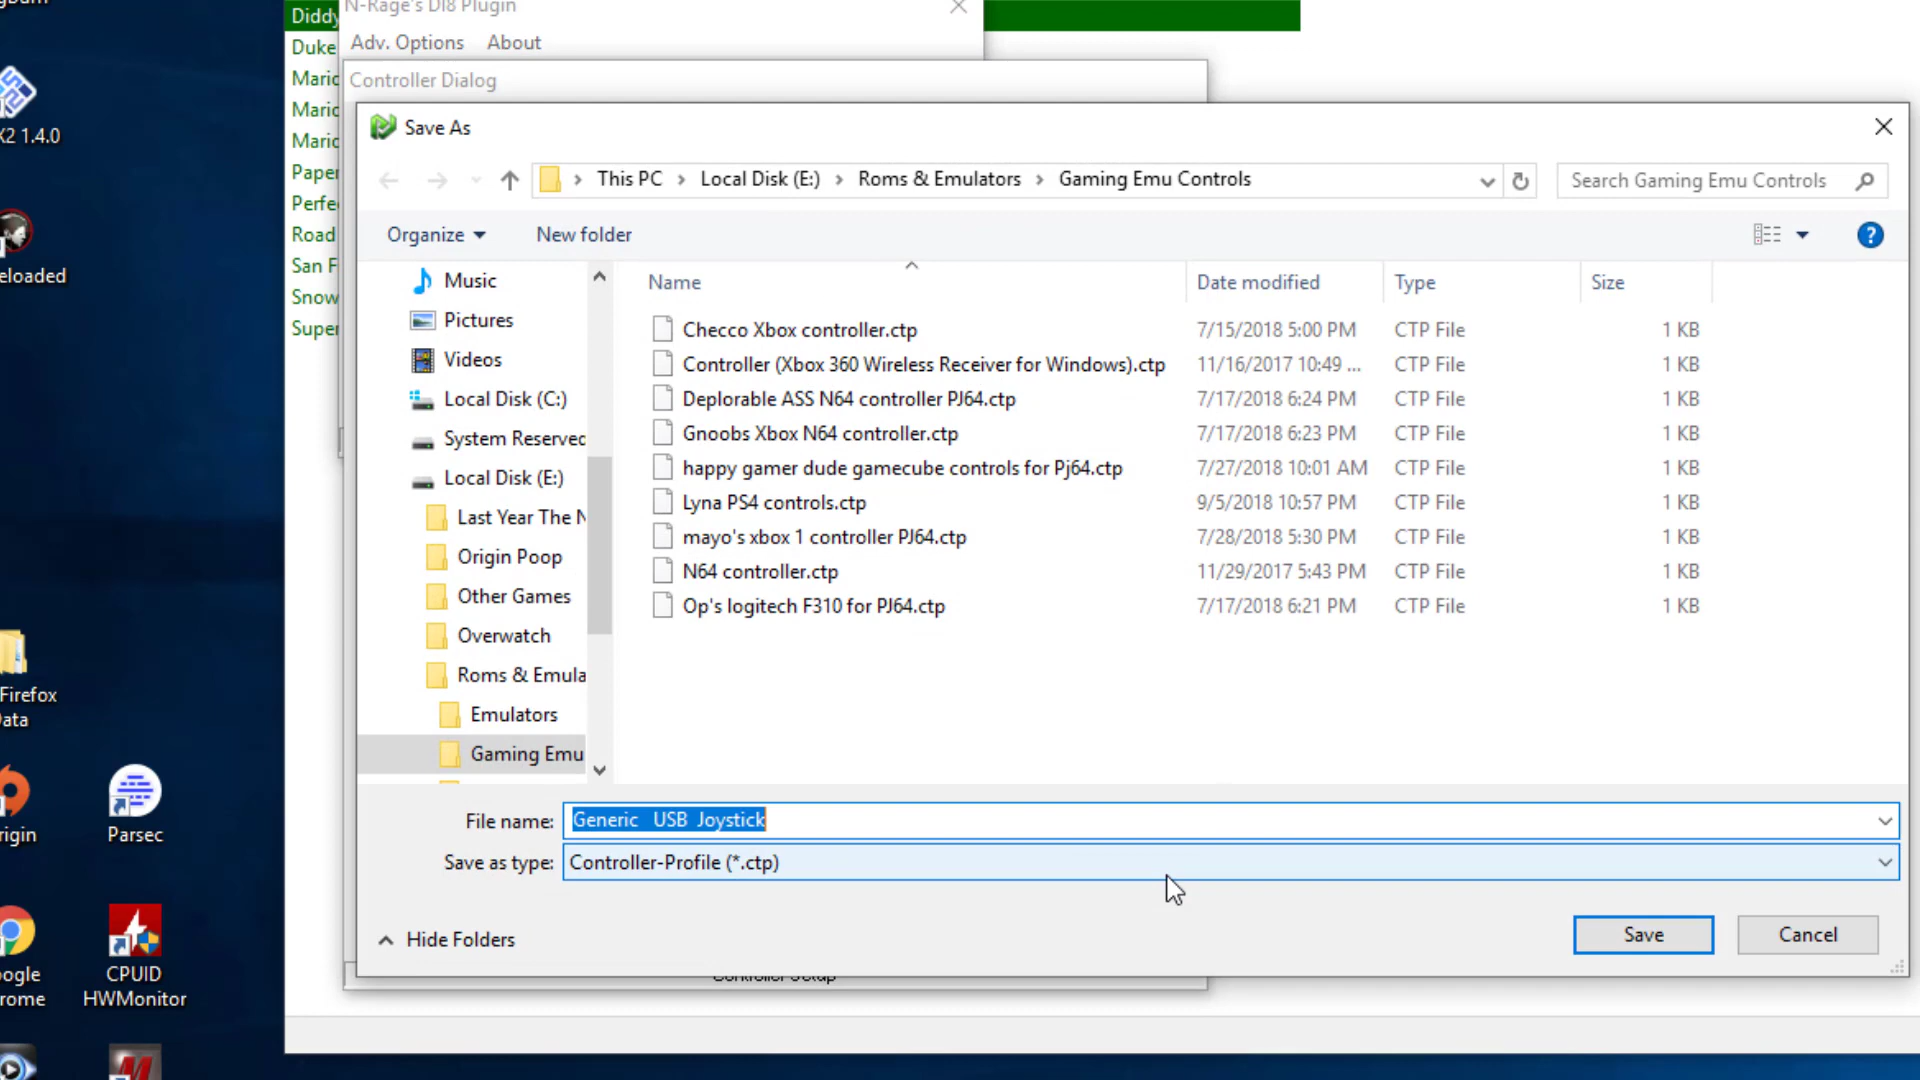 N-Rage's DI8 Plugin
Adv. Options About
Controller Dialog
Save As
This PC Local Disk (E:) Roms & Emulators Gaming Emu Controls
Search Gaming Emu Controls
Organize New folder
Music
Pictures
Videos
Local Disk (C:)
System Reserved
Local Disk (E:)
Last Year The N
Origin Poop
Other Games
Overwatch
Roms & Emula
Emulators
Gaming Emu
Name Date modified Type Size
Checco Xbox controller.ctp 7/15/2018 5:00 PM CTP File 1 KB
Controller (Xbox 360 Wireless Receiver for Windows).ctp 11/16/2017 10:49 ... CTP File 1 KB
Deplorable ASS N64 controller PJ64.ctp 7/17/2018 6:24 PM CTP File 1 KB
Gnoobs Xbox N64 controller.ctp 7/17/2018 6:23 PM CTP File 1 KB
happy gamer dude gamecube controls for Pj64.ctp 7/27/2018 10:01 AM CTP File 1 KB
Lyna PS4 controls.ctp 9/5/2018 10:57 PM CTP File 1 KB
mayo's xbox 1 controller PJ64.ctp 7/28/2018 5:30 PM CTP File 1 KB
N64 controller.ctp 11/29/2017 5:43 PM CTP File 1 KB
Op's logitech F310 for PJ64.ctp 7/17/2018 6:21 PM CTP File 1 KB
File name: Generic USB Joystick
Save as type: Controller-Profile (*.ctp)
Hide Folders
Save Cancel
Controller Setup
Diddy
Duke
Mario
Mario
Mario
Paper
Perfe
Road
San F
Snow
Super
X2 1.4.0
eloaded
Firefox
Data
rigin
Parsec
oogle
rome
CPUID
HWMonitor